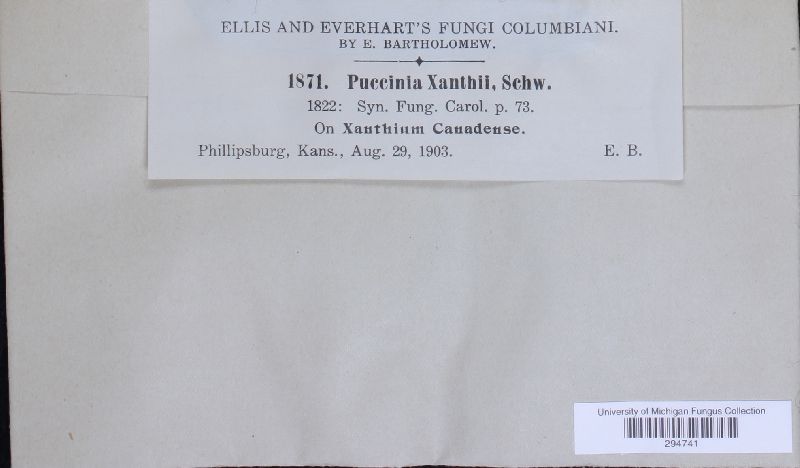 ELLIS AND EVERHART'S FUNGI COLUMBIANI.
BY E. BARTHOLOMEW.
1871. Puccinia Xanthii, Schw.
1822: Syn. Fung. Carol. p. 73.
On Xanthium Canadense.
Phillipsburg, Kans., Aug. 29, 1903. E. B.
University of Michigan Fungus Collection
294741